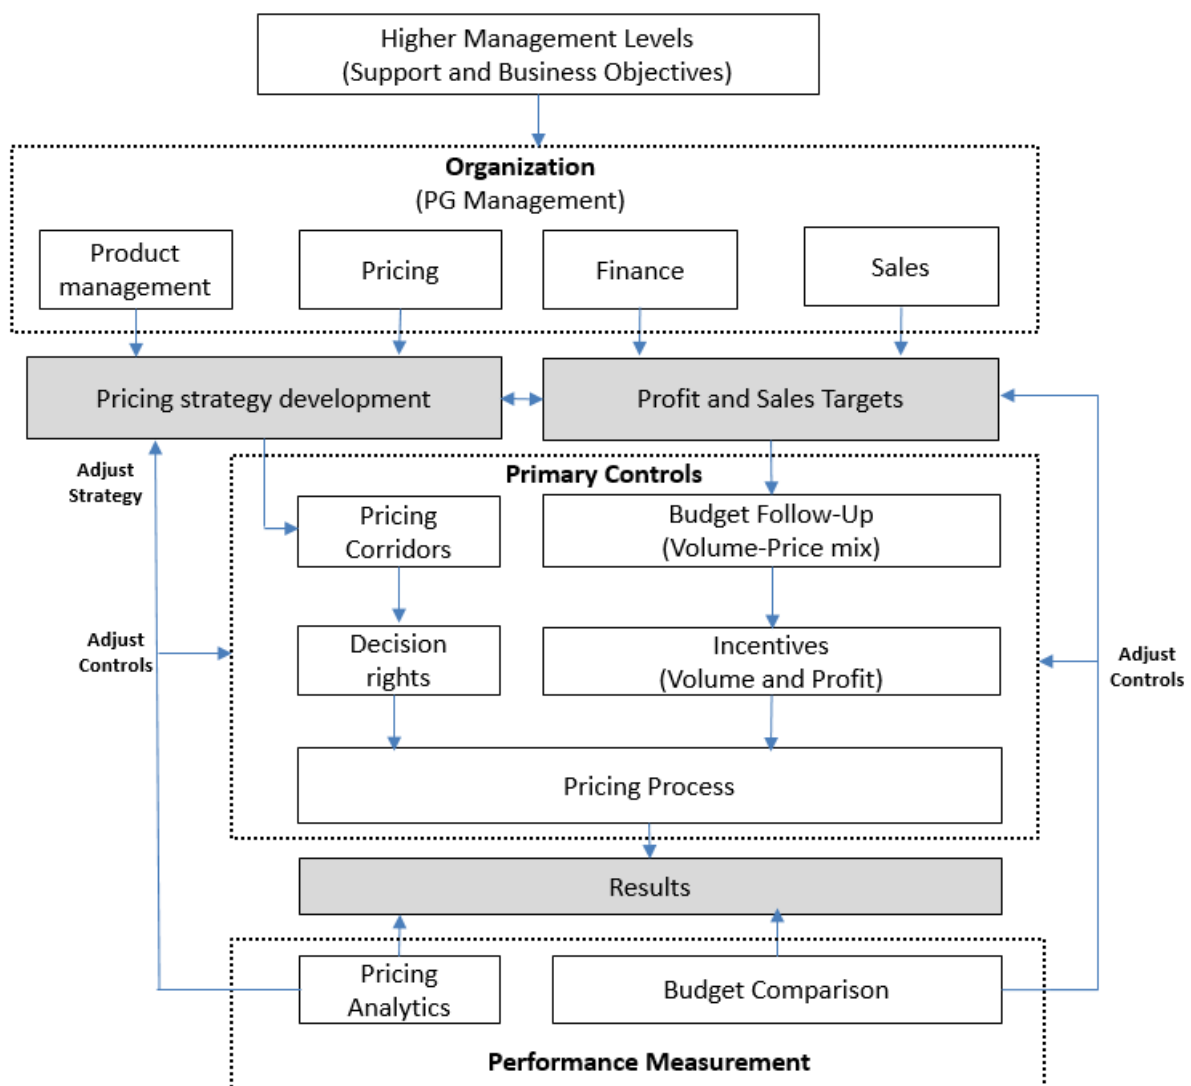 Higher Management Levels
(Support and Business Objectives)
Organization
(PG Management)
Product
management
Pricing
Finance
Sales
Pricing strategy development
Profit and Sales Targets
Adjust
Strategy
Primary Controls
Pricing
Corridors
Budget Follow-Up
(Volume-Price mix)
Adjust
Controls
Decision
rights
Incentives
(Volume and Profit)
Adjust
Controls
Pricing Process
Results
Pricing
Analytics
Budget Comparison
Performance Measurement